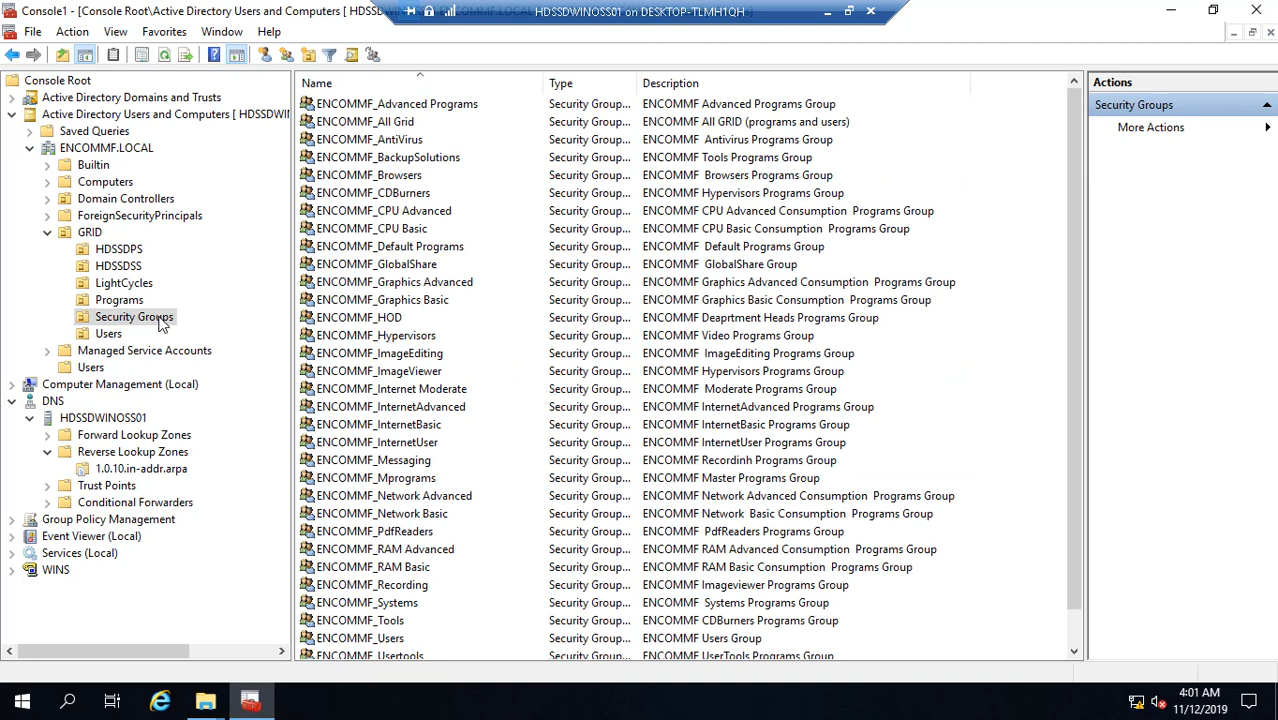 Console1 - [Console Root\Active Directory Users and Computers [ HDSSDWINOSS01.ENCOMMF.LOCAL
HDSSDWINOSS01 on DESKTOP-TLMH1QH
File Action View Favorites Window Help
Console Root
Active Directory Domains and Trusts
Active Directory Users and Computers [ HDSSDWI
Saved Queries
ENCOMMF.LOCAL
Builtin
Computers
Domain Controllers
ForeignSecurityPrincipals
GRID
HDSSDPS
HDSSDSS
LightCycles
Programs
Security Groups
Users
Managed Service Accounts
Users
Computer Management (Local)
DNS
HDSSDWINOSS01
Forward Lookup Zones
Reverse Lookup Zones
1.0.10.in-addr.arpa
Trust Points
Conditional Forwarders
Group Policy Management
Event Viewer (Local)
Services (Local)
WINS
Name Type Description
ENCOMMF_Advanced Programs Security Group... ENCOMMF Advanced Programs Group
ENCOMMF_All Grid Security Group... ENCOMMF All GRID (programs and users)
ENCOMMF_AntiVirus Security Group... ENCOMMF  Antivirus Programs Group
ENCOMMF_BackupSolutions Security Group... ENCOMMF Tools Programs Group
ENCOMMF_Browsers Security Group... ENCOMMF  Browsers Programs Group
ENCOMMF_CDBurners Security Group... ENCOMMF Hypervisors Programs Group
ENCOMMF_CPU Advanced Security Group... ENCOMMF CPU Advanced Consumption  Programs Group
ENCOMMF_CPU Basic Security Group... ENCOMMF CPU Basic Consumption  Programs Group
ENCOMMF_Default Programs Security Group... ENCOMMF  Default Programs Group
ENCOMMF_GlobalShare Security Group... ENCOMMF  GlobalShare Group
ENCOMMF_Graphics Advanced Security Group... ENCOMMF Graphics Advanced Consumption  Programs Group
ENCOMMF_Graphics Basic Security Group... ENCOMMF Graphics Basic Consumption  Programs Group
ENCOMMF_HOD Security Group... ENCOMMF Deaprtment Heads Programs Group
ENCOMMF_Hypervisors Security Group... ENCOMMF Video Programs Group
ENCOMMF_ImageEditing Security Group... ENCOMMF  ImageEditing Programs Group
ENCOMMF_ImageViewer Security Group... ENCOMMF Hypervisors Programs Group
ENCOMMF_Internet Moderate Security Group... ENCOMMF  Moderate Programs Group
ENCOMMF_InternetAdvanced Security Group... ENCOMMF InternetAdvanced Programs Group
ENCOMMF_InternetBasic Security Group... ENCOMMF InternetBasic Programs Group
ENCOMMF_InternetUser Security Group... ENCOMMF InternetUser Programs Group
ENCOMMF_Messaging Security Group... ENCOMMF Recordinh Programs Group
ENCOMMF_Mprograms Security Group... ENCOMMF Master Programs Group
ENCOMMF_Network Advanced Security Group... ENCOMMF Network Advanced Consumption  Programs Group
ENCOMMF_Network Basic Security Group... ENCOMMF Network  Basic Consumption  Programs Group
ENCOMMF_PdfReaders Security Group... ENCOMMF  PdfReaders Programs Group
ENCOMMF_RAM Advanced Security Group... ENCOMMF RAM Advanced Consumption  Programs Group
ENCOMMF_RAM Basic Security Group... ENCOMMF RAM Basic Consumption  Programs Group
ENCOMMF_Recording Security Group... ENCOMMF Imageviewer Programs Group
ENCOMMF_Systems Security Group... ENCOMMF  Systems Programs Group
ENCOMMF_Tools Security Group... ENCOMMF CDBurners Programs Group
ENCOMMF_Users Security Group... ENCOMMF Users Group
ENCOMMF_Usertools Security Group... ENCOMMF UserTools Programs Group
Actions
Security Groups
More Actions
4:01 AM
11/12/2019